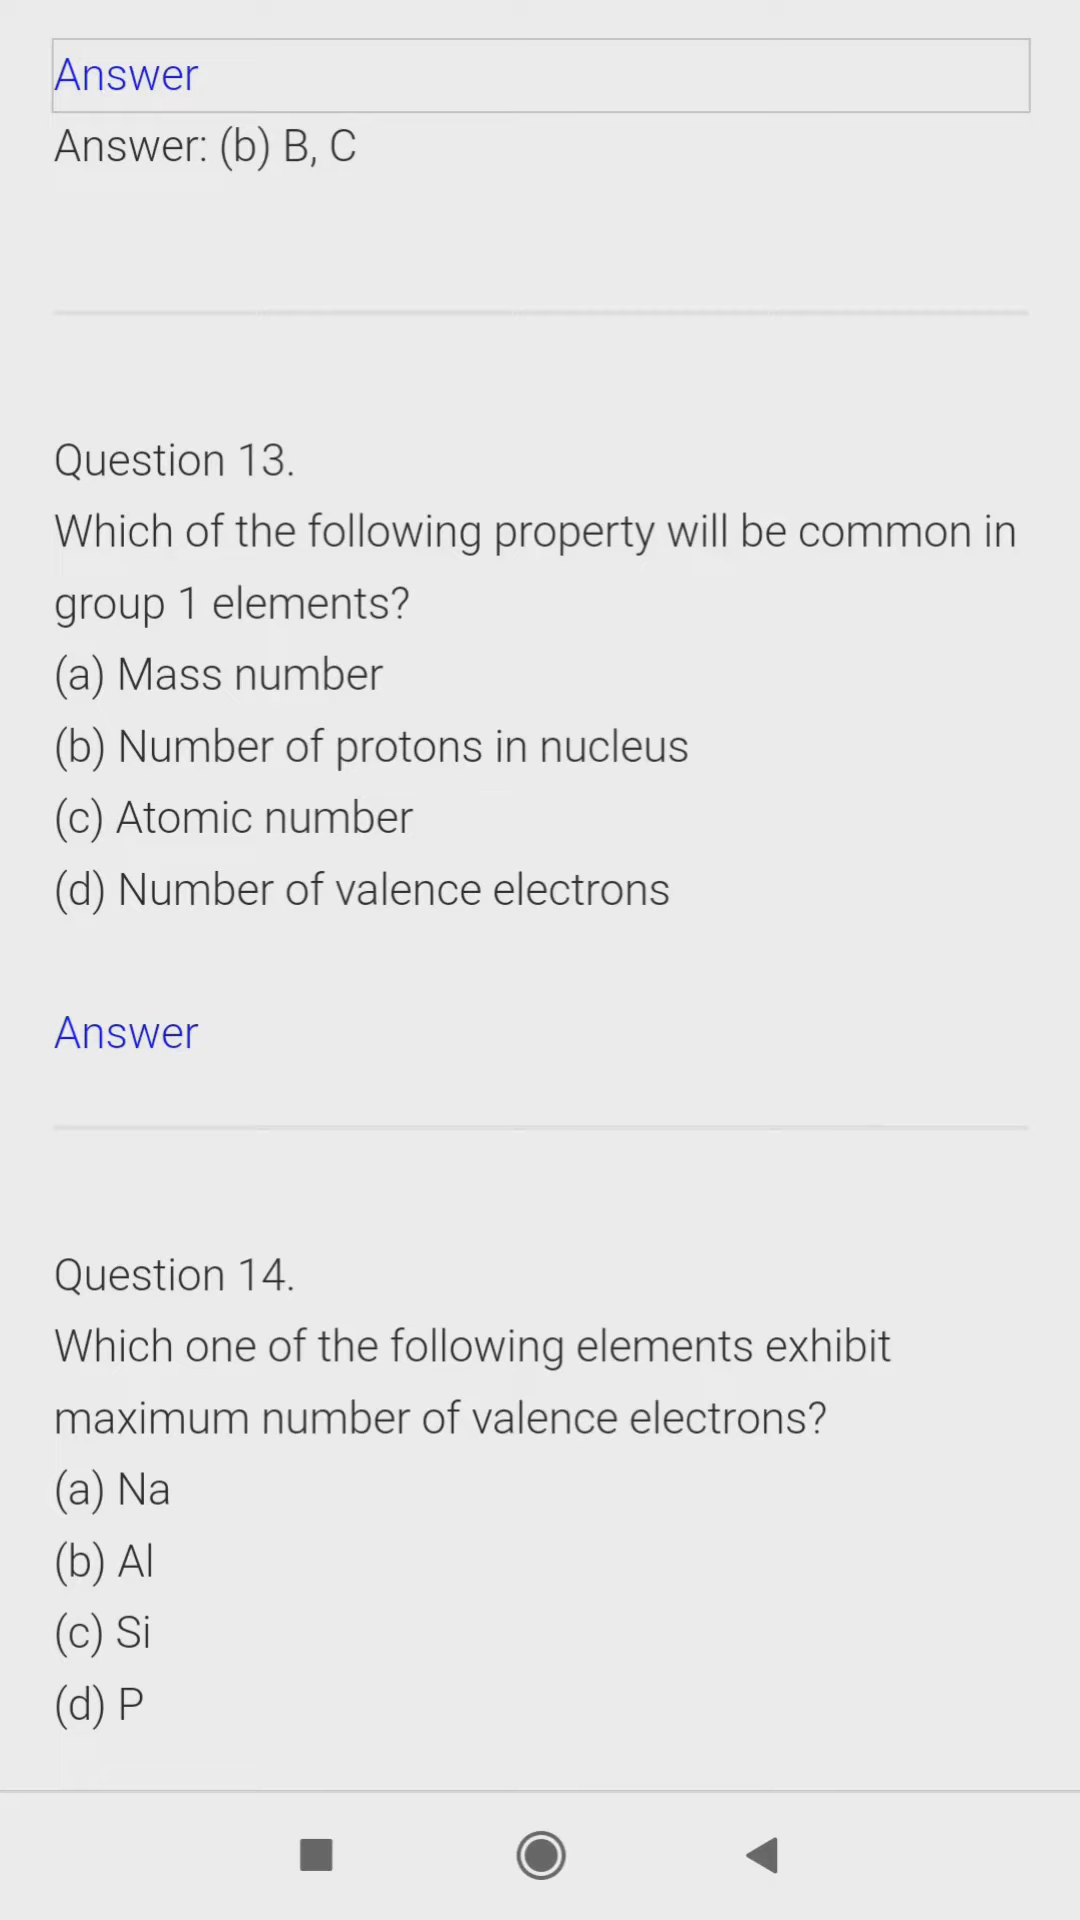 Answer
Answer: (b) B, C
Question 13.
Which of the following property will be common in
group 1 elements?
(a) Mass number
(b) Number of protons in nucleus
(c) Atomic number
(d) Number of valence electrons
Answer
Question 14.
Which one of the following elements exhibit
maximum number of valence electrons?
(a) Na
(b) Al
(c) Si
(d) P